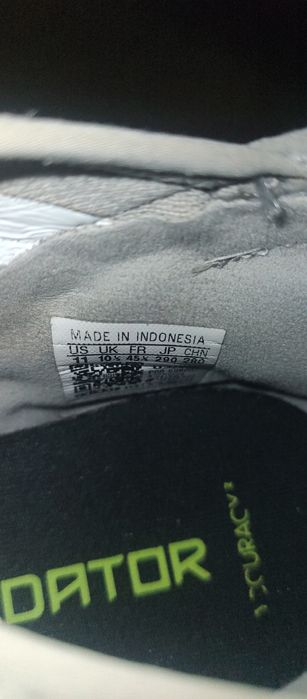 MADE IN INDONESIA
US UK FR JP CHN
11 10½ 45⅓ 290 280
DATOR
CURACY